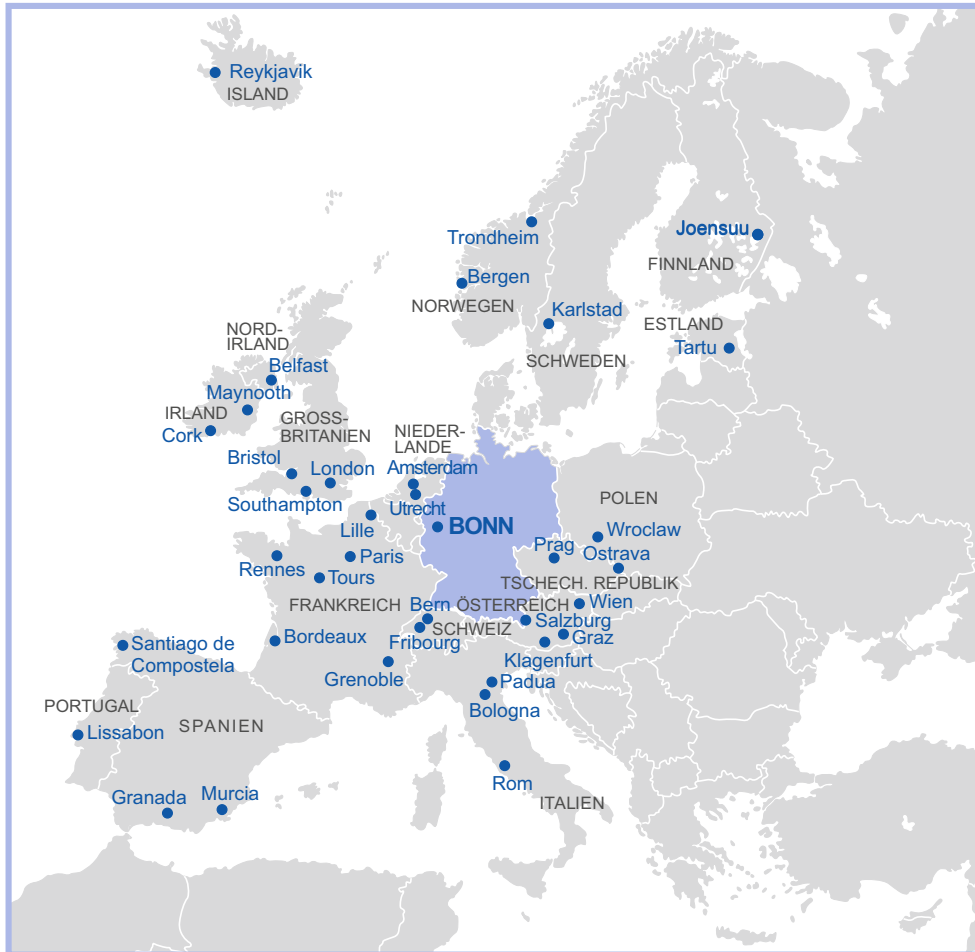 Reykjavik
ISLAND
Trondheim
Joensuu
FINNLAND
Bergen
NORWEGEN
Karlstad
ESTLAND
Tartu
SCHWEDEN
NORD-
IRLAND
Belfast
Maynooth
IRLAND
Cork
GROSS-
BRITANIEN
NIEDER-
LANDE
Bristol
London
Amsterdam
Southampton
Utrecht
Lille
BONN
POLEN
Wroclaw
Prag
Ostrava
Rennes
Paris
Tours
TSCHECH. REPUBLIK
FRANKREICH
Bern
ÖSTERREICH
Wien
SCHWEIZ
Salzburg
Fribourg
Graz
Bordeaux
Klagenfurt
Santiago de
Compostela
Grenoble
Padua
Bologna
PORTUGAL
Lissabon
SPANIEN
Rom
ITALIEN
Granada
Murcia